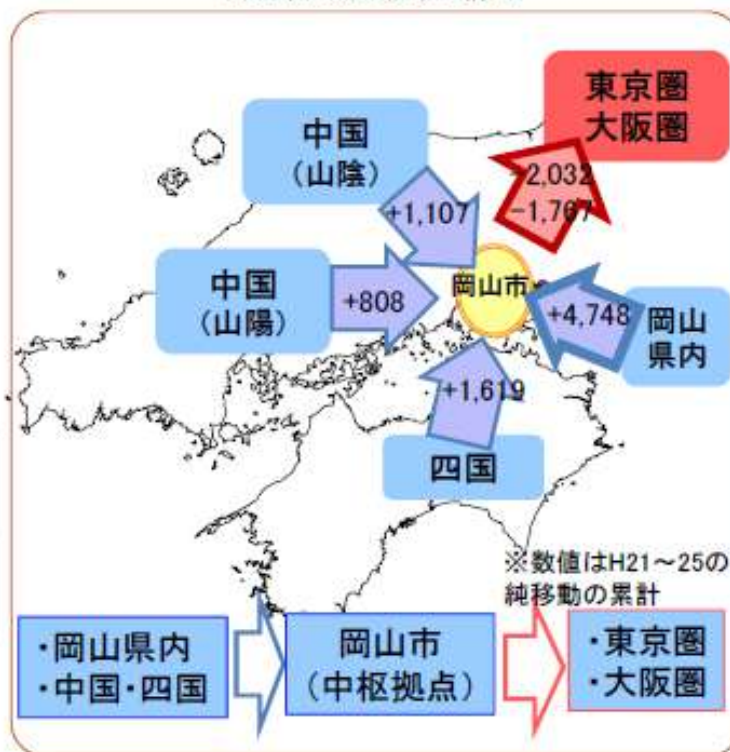 東京圏
大阪圏
-2,032
-1,767
中国
（山陰）
+1,107
中国
（山陽）
+808
岡山市
+4,748
岡山
県内
+1,619
四国
※数値はH21～25の
純移動の累計
・岡山県内
・中国・四国
岡山市
（中枢拠点）
・東京圏
・大阪圏